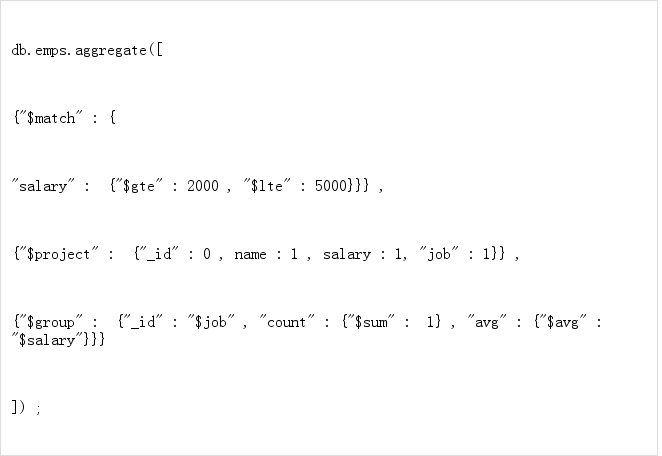 db.emps.aggregate([
{"$match" : {
"salary" :  {"$gte" : 2000 , "$lte" : 5000}}} ,
{"$project" :  {"_id" : 0 , name : 1 , salary : 1, "job" : 1}} ,
{"$group" :  {"_id" : "$job" , "count" : {"$sum" :  1} , "avg" : {"$avg" :
"$salary"}}}
]) ;